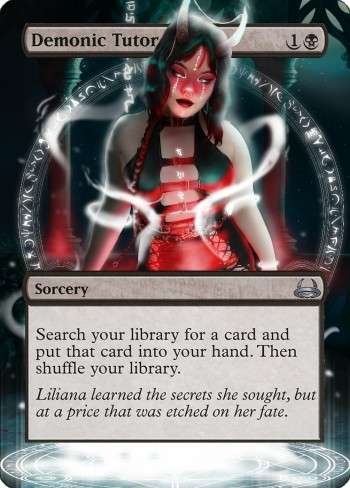 Demonic Tutor 1
Sorcery
Search your library for a card and
put that card into your hand. Then
shuffle your library.
Liliana learned the secrets she sought, but
at a price that was etched on her fate.